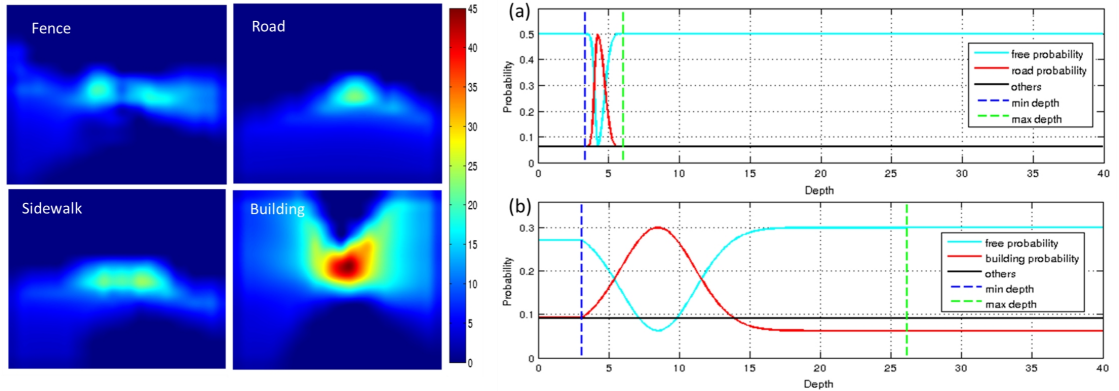 Fence
Road
Sidewalk
Building
45
40
35
30
25
20
15
10
5
0
(a)
Probability
0.5
0.4
0.3
0.2
0.1
0
free probability
road probability
others
min depth
max depth
0 5 10 15 20 25 30 35 40
Depth
(b)
Probability
0.3
0.2
0.1
0
free probability
building probability
others
min depth
max depth
0 5 10 15 20 25 30 35 40
Depth